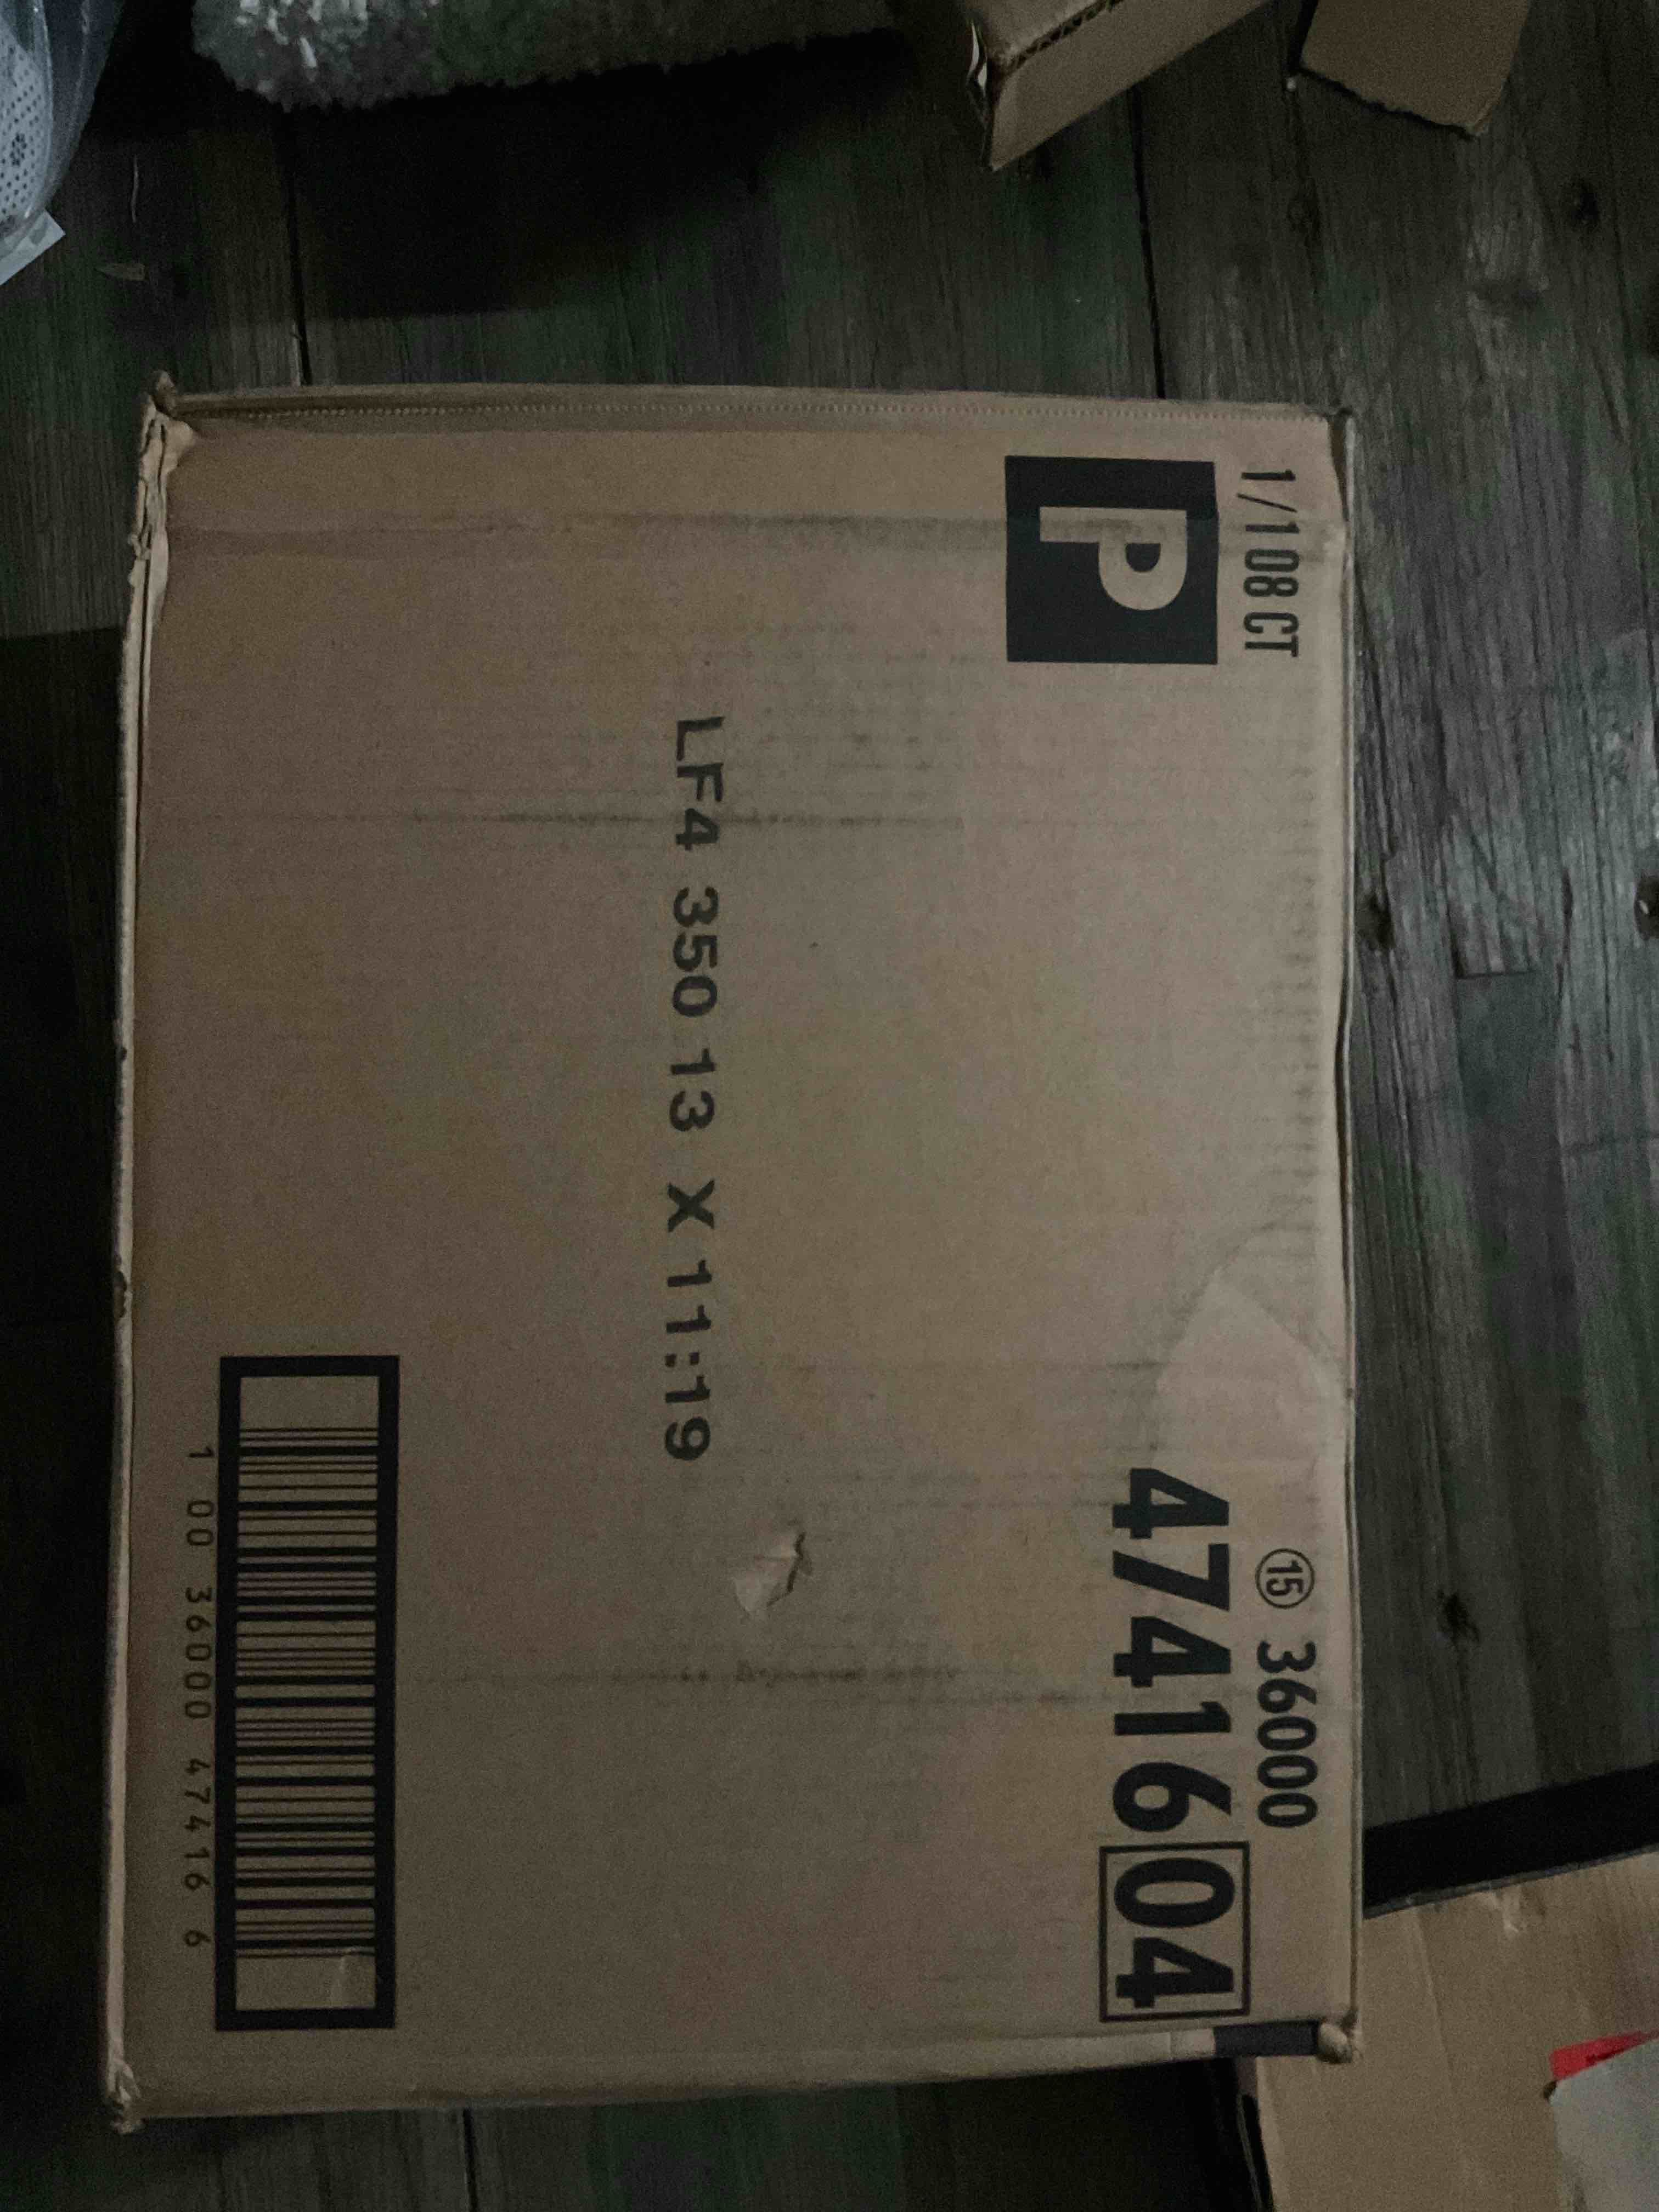 1/108 CT
P
⑮ 36000
47416 04
LF4 350 13 X 11:19
1 00 36000 47416 6